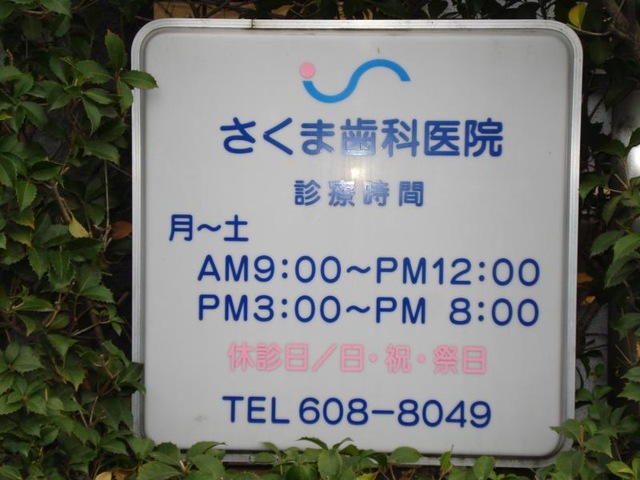 さくま歯科医院
診療時間
月～土
AM9:00～PM12:00
PM3:00～PM 8:00
休診日／日・祝・祭日
TEL 608-8049